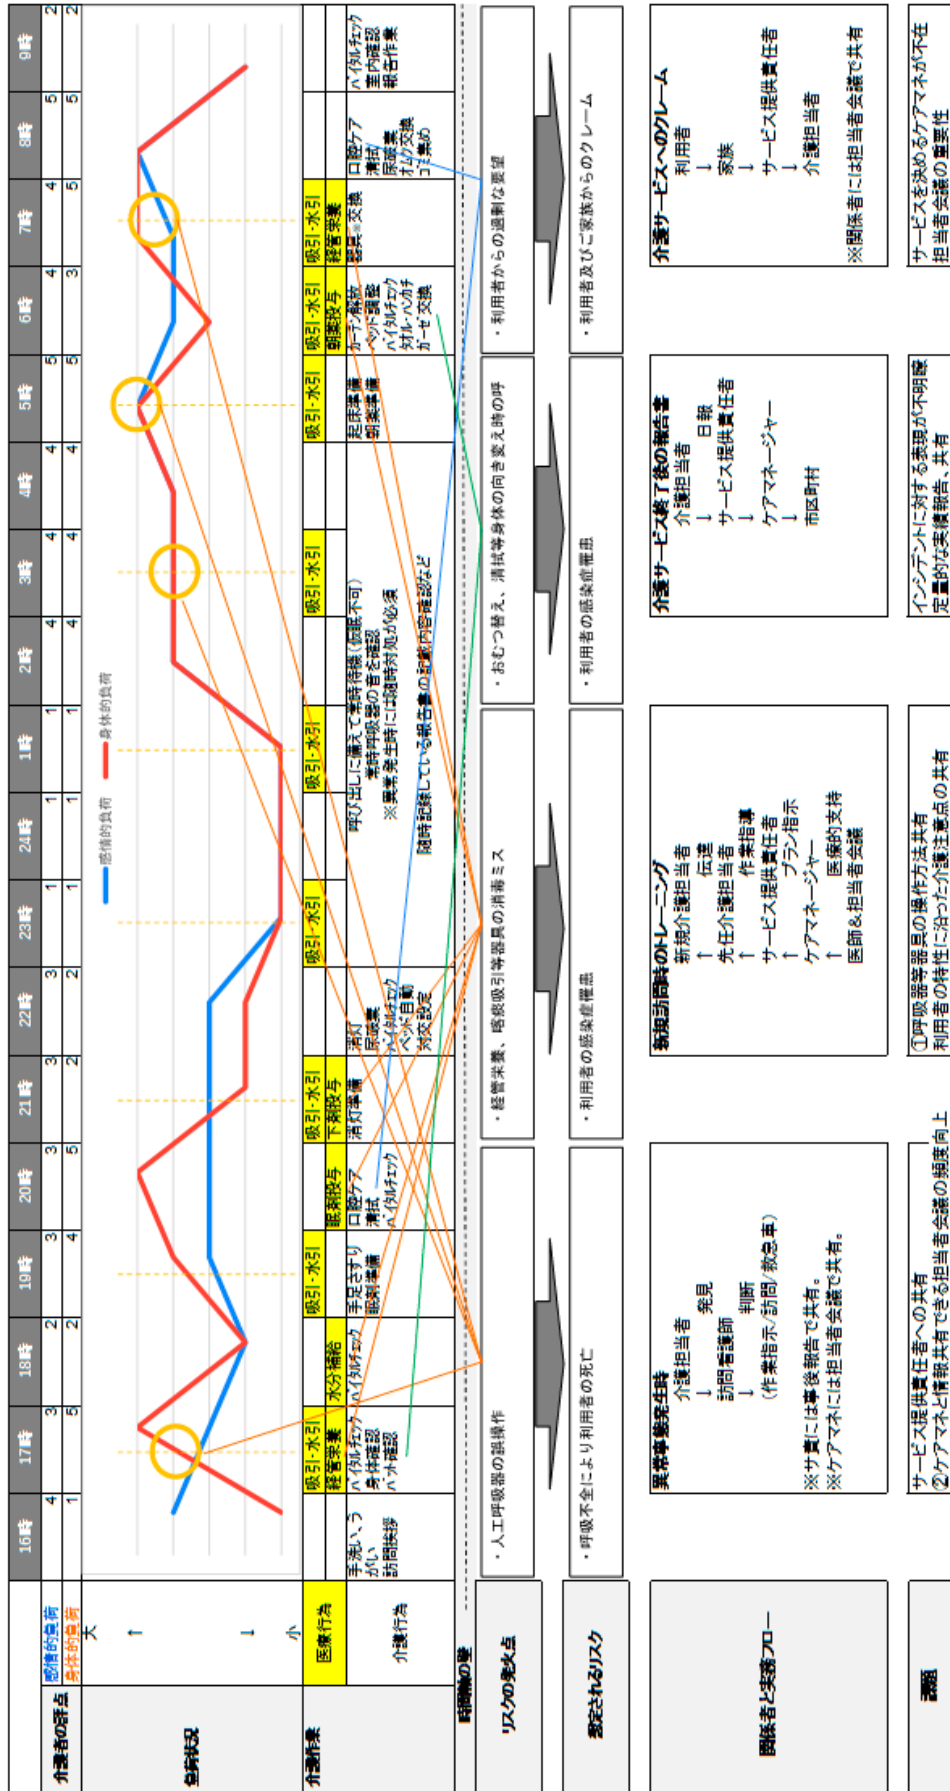 16時 17時 18時 19時 20時 21時 22時 23時 24時 1時 2時 3時 4時 5時 6時 7時 8時 9時
介護者の評点
感情的負荷 4 3 2 3 3 3 3 1 1 1 4 4 4 5 4 4 5 2
身体的負荷 1 5 2 4 5 2 2 1 1 1 4 4 4 5 3 5 5 2
負荷状況
大
↑
↓
小
感情的負荷 身体的負荷
介護作業
医療行為
吸引・水引
経管栄養
水分補給
吸引・水引
眠剤投与
吸引・水引
下剤投与
吸引・水引
吸引・水引
吸引・水引
吸引・水引
吸引・水引
朝薬投与
吸引・水引
経管栄養
介護行為
手洗い、う
がい
訪問挨拶
バイタルチェック
身体確認
パット確認
バイタルチェック
手足さすり
眠剤準備
口腔ケア
清拭
バイタルチェック
消灯準備
消灯
尿破棄
バイタルチェック
ベッド自動
対交設定
呼び出しに備えて常時待機(仮眠不可)
常時呼吸器の音を確認
※異常発生時には随時対処が必須
随時記録している報告書の記載内容確認など
起床準備
朝薬準備
カーテン解放
ベッド調整
バイタルチェック
タオル・ハンカチ
ガーゼ交換
器具※交換
口腔ケア
清拭
尿破棄
オムツ交換
ゴミ集め
バイタルチェック
室内確認
報告作業
時間軸の壁
リスクの発火点
・人工呼吸器の誤操作
・経管栄養、喀痰吸引等器具の消毒ミス
・おむつ替え、清拭等身体の向き変え時の呼
・利用者からの過剰な要望
想定されるリスク
・呼吸不全により利用者の死亡
・利用者の感染症罹患
・利用者の感染症罹患
・利用者及びご家族からのクレーム
関係者と実務フロー
異常事態発生時
介護担当者
↓ 発見
訪問看護師
↓ 判断
(作業指示/訪問/救急車)
※サ責には事後報告で共有。
※ケアマネには担当者会議で共有。
新規訪問時のトレーニング
新規介護担当者
↑ 伝達
先任介護担当者
↑ 作業指導
サービス提供責任者
↑ プラン指示
ケアマネージャー
↑ 医療的支持
医師&担当者会議
介護サービス終了後の報告書
介護担当者
↓ 日報
サービス提供責任者
↓
ケアマネージャー
↓
市区町村
介護サービスへのクレーム
利用者
↓
家族
↓
サービス提供責任者
↓
介護担当者
※関係者には担当者会議で共有
課題
サービス提供責任者への共有
②ケアマネと情報共有できる担当者会議の頻度向上
①呼吸器等器具の操作方法共有
利用者の特性に沿った介護注意点の共有
インシデントに対する表現が不明瞭
定量的な実績報告、共有
サービスを決めるケアマネが不在
担当者会議の重要性